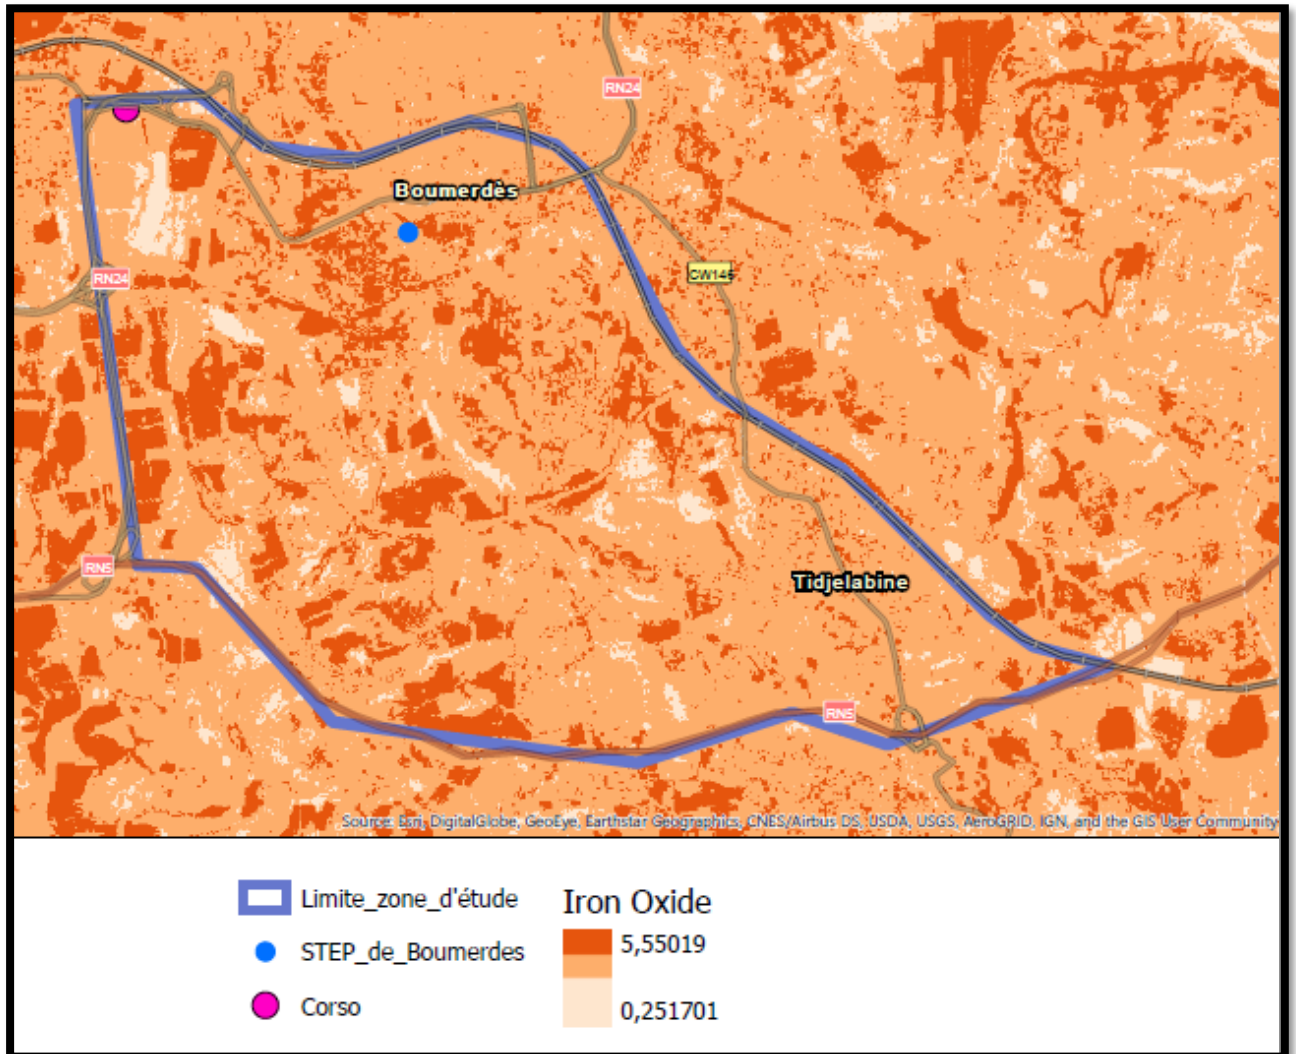 RN24
Boumerdès
CW146
RN24
RN5
Tidjelabine
RN5
Source: Esri, DigitalGlobe, GeoEye, Earthstar Geographics, CNES/Airbus DS, USDA, USGS, AeroGRID, IGN, and the GIS User Community
Limite_zone_d'étude
STEP_de_Boumerdes
Corso
Iron Oxide
5,55019
0,251701